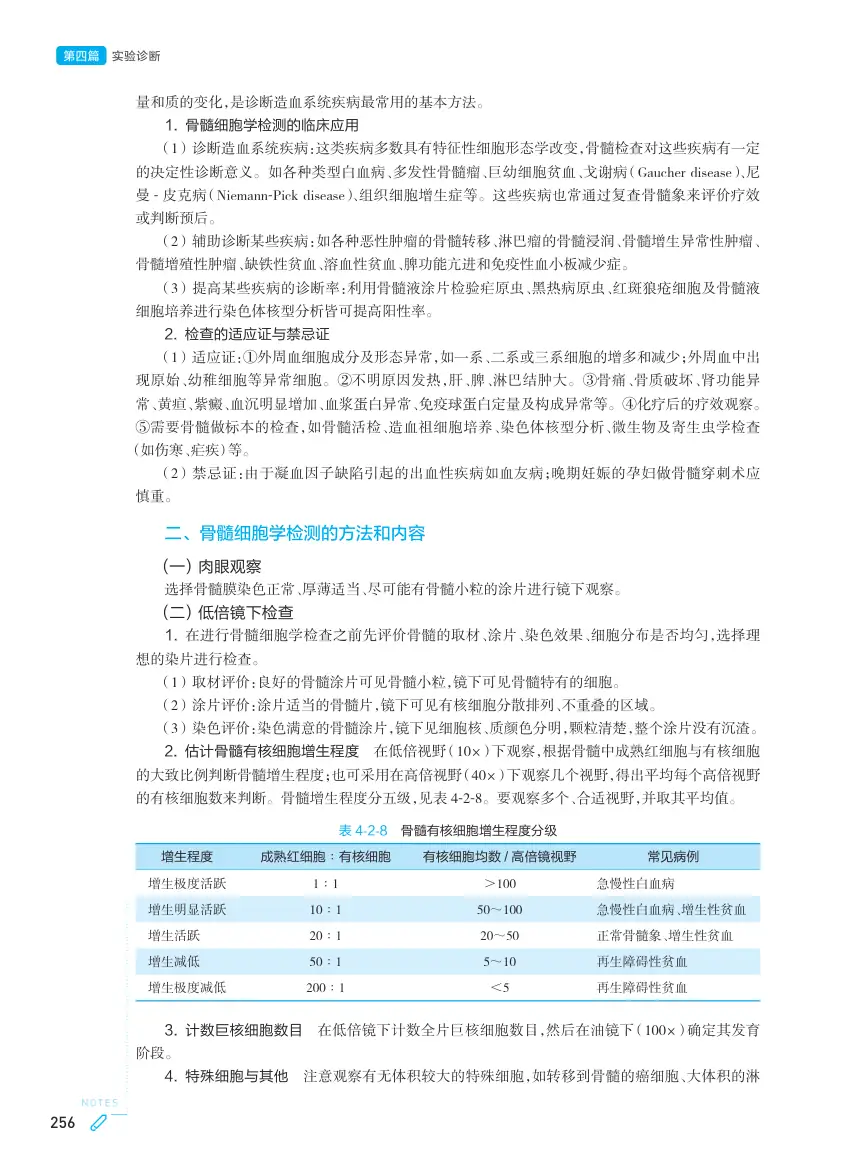 第四篇 实验诊断
量和质的变化,是诊断造血系统疾病最常用的基本方法。
1. 骨髓细胞学检测的临床应用
(1)诊断造血系统疾病:这类疾病多数具有特征性细胞形态学改变,骨髓检查对这些疾病有一定
的决定性诊断意义。如各种类型白血病、多发性骨髓瘤、巨幼细胞贫血、戈谢病(Gaucher disease)、尼
曼 - 皮克病(Niemann-Pick disease)、组织细胞增生症等。这些疾病也常通过复查骨髓象来评价疗效
或判断预后。
(2)辅助诊断某些疾病:如各种恶性肿瘤的骨髓转移、淋巴瘤的骨髓浸润、骨髓增生异常性肿瘤、
骨髓增殖性肿瘤、缺铁性贫血、溶血性贫血、脾功能亢进和免疫性血小板减少症。
(3)提高某些疾病的诊断率:利用骨髓液涂片检验疟原虫、黑热病原虫、红斑狼疮细胞及骨髓液
细胞培养进行染色体核型分析皆可提高阳性率。
2. 检查的适应证与禁忌证
(1)适应证:①外周血细胞成分及形态异常,如一系、二系或三系细胞的增多和减少;外周血中出
现原始、幼稚细胞等异常细胞。②不明原因发热,肝、脾、淋巴结肿大。③骨痛、骨质破坏、肾功能异
常、黄疸、紫癜、血沉明显增加、血浆蛋白异常、免疫球蛋白定量及构成异常等。④化疗后的疗效观察。
⑤需要骨髓做标本的检查,如骨髓活检、造血祖细胞培养、染色体核型分析、微生物及寄生虫学检查
(如伤寒、疟疾)等。
(2)禁忌证:由于凝血因子缺陷引起的出血性疾病如血友病;晚期妊娠的孕妇做骨髓穿刺术应
慎重。
二、骨髓细胞学检测的方法和内容
(一)肉眼观察
选择骨髓膜染色正常、厚薄适当、尽可能有骨髓小粒的涂片进行镜下观察。
(二)低倍镜下检查
1. 在进行骨髓细胞学检查之前先评价骨髓的取材、涂片、染色效果、细胞分布是否均匀,选择理
想的染片进行检查。
(1)取材评价:良好的骨髓涂片可见骨髓小粒,镜下可见骨髓特有的细胞。
(2)涂片评价:涂片适当的骨髓片,镜下可见有核细胞分散排列、不重叠的区域。
(3)染色评价:染色满意的骨髓涂片,镜下见细胞核、质颜色分明,颗粒清楚,整个涂片没有沉渣。
2. 估计骨髓有核细胞增生程度 在低倍视野(10×)下观察,根据骨髓中成熟红细胞与有核细胞
的大致比例判断骨髓增生程度;也可采用在高倍视野(40×)下观察几个视野,得出平均每个高倍视野
的有核细胞数来判断。骨髓增生程度分五级,见表 4-2-8。要观察多个、合适视野,并取其平均值。
表 4-2-8 骨髓有核细胞增生程度分级
增生程度 成熟红细胞:有核细胞 有核细胞均数 / 高倍镜视野 常见病例
增生极度活跃 1:1 >100 急慢性白血病
增生明显活跃 10:1 50~100 急慢性白血病、增生性贫血
增生活跃 20:1 20~50 正常骨髓象、增生性贫血
增生减低 50:1 5~10 再生障碍性贫血
增生极度减低 200:1 <5 再生障碍性贫血
3. 计数巨核细胞数目 在低倍镜下计数全片巨核细胞数目,然后在油镜下(100×)确定其发育
阶段。
4. 特殊细胞与其他 注意观察有无体积较大的特殊细胞,如转移到骨髓的癌细胞、大体积的淋
NOTES
256